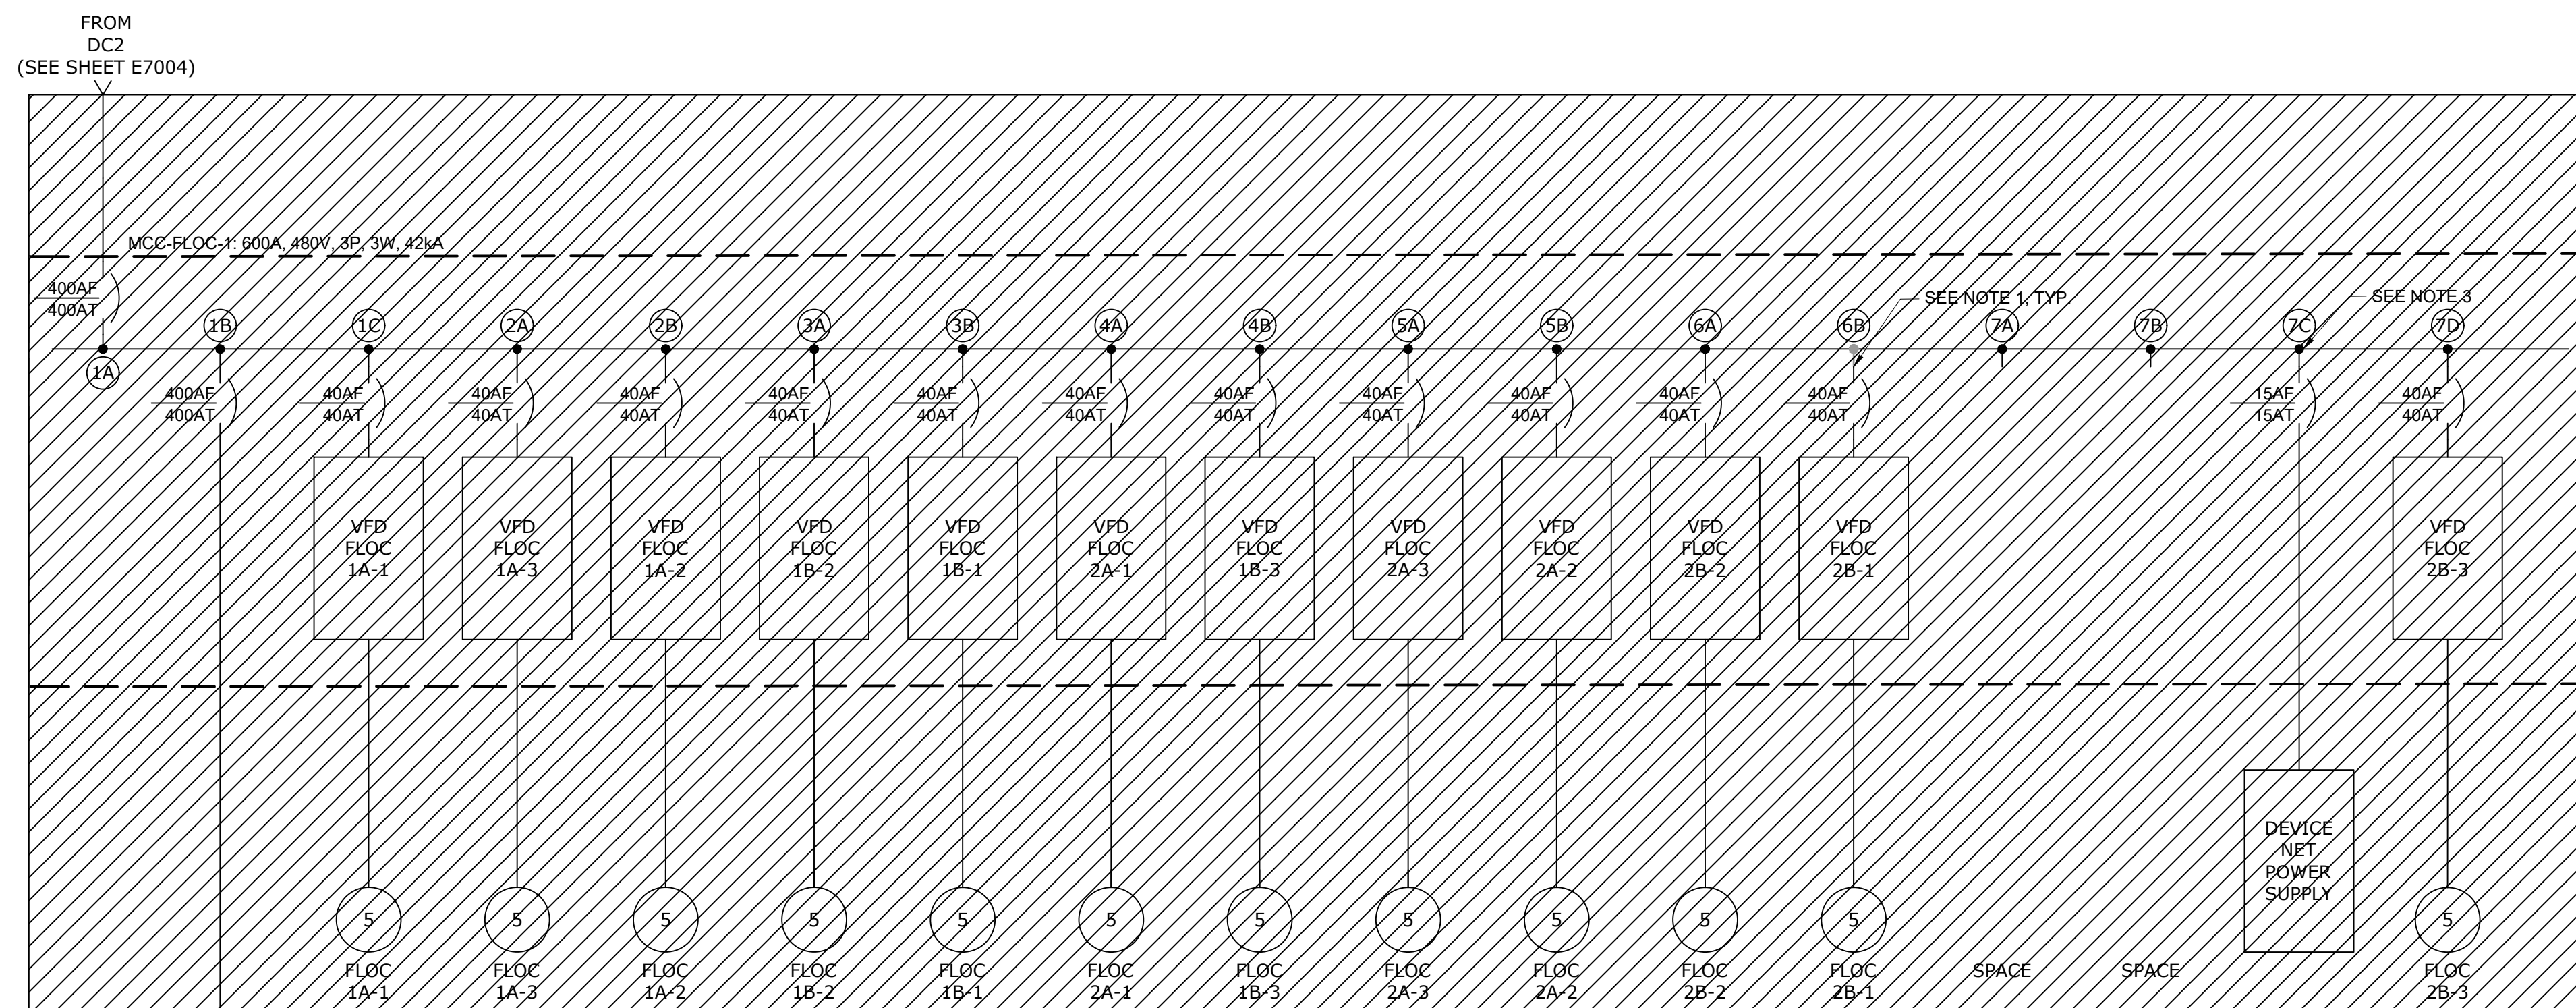 FROM
DC2
(SEE SHEET E7004)
MCC-FLOC-1: 600A, 480V, 3P, 3W, 42kA
400AF
400AT
SEE NOTE 1, TYP
SEE NOTE 3
1A
1B
1C
2A
2B
3A
3B
4A
4B
5A
5B
6A
6B
7A
7B
7C
7D
400AF
400AT
40AF
40AT
40AF
40AT
40AF
40AT
40AF
40AT
40AF
40AT
40AF
40AT
40AF
40AT
40AF
40AT
40AF
40AT
40AF
40AT
40AF
40AT
15AF
15AT
40AF
40AT
VFD
FLOC
1A-1
VFD
FLOC
1A-3
VFD
FLOC
1A-2
VFD
FLOC
1B-2
VFD
FLOC
1B-1
VFD
FLOC
2A-1
VFD
FLOC
1B-3
VFD
FLOC
2A-3
VFD
FLOC
2A-2
VFD
FLOC
2B-2
VFD
FLOC
2B-1
VFD
FLOC
2B-3
DEVICE
NET
POWER
SUPPLY
5
FLOC
1A-1
5
FLOC
1A-3
5
FLOC
1A-2
5
FLOC
1B-2
5
FLOC
1B-1
5
FLOC
2A-1
5
FLOC
1B-3
5
FLOC
2A-3
5
FLOC
2A-2
5
FLOC
2B-2
5
FLOC
2B-1
SPACE
SPACE
5
FLOC
2B-3